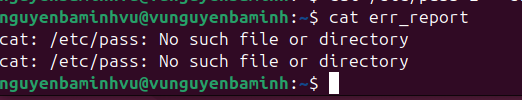 nguyenbaminhvu@vunguyenbaminh:~$ cat err_report
cat: /etc/pass: No such file or directory
cat: /etc/pass: No such file or directory
nguyenbaminhvu@vunguyenbaminh:~$